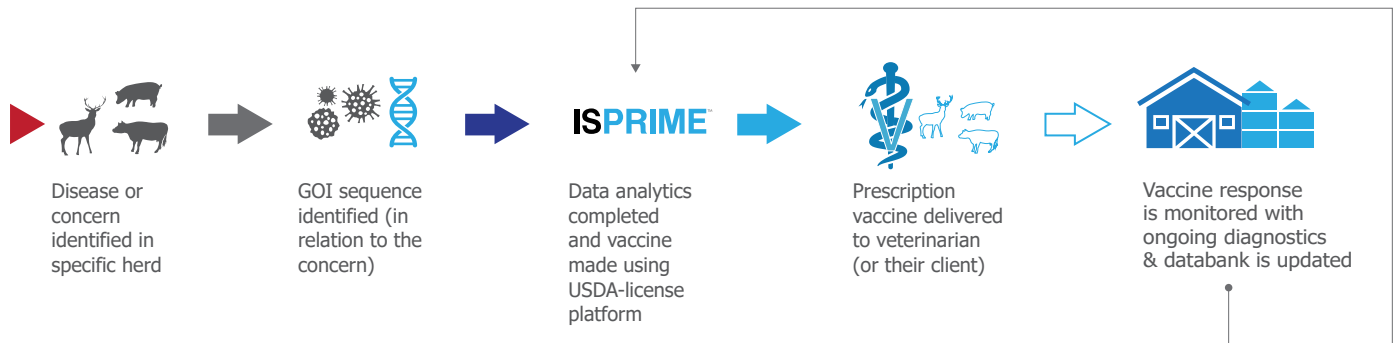 ISPRIME™
Disease or
concern
identified in
specific herd
GOI sequence
identified (in
relation to the
concern)
Data analytics
completed
and vaccine
made using
USDA-license
platform
Prescription
vaccine delivered
to veterinarian
(or their client)
Vaccine response
is monitored with
ongoing diagnostics
& databank is updated